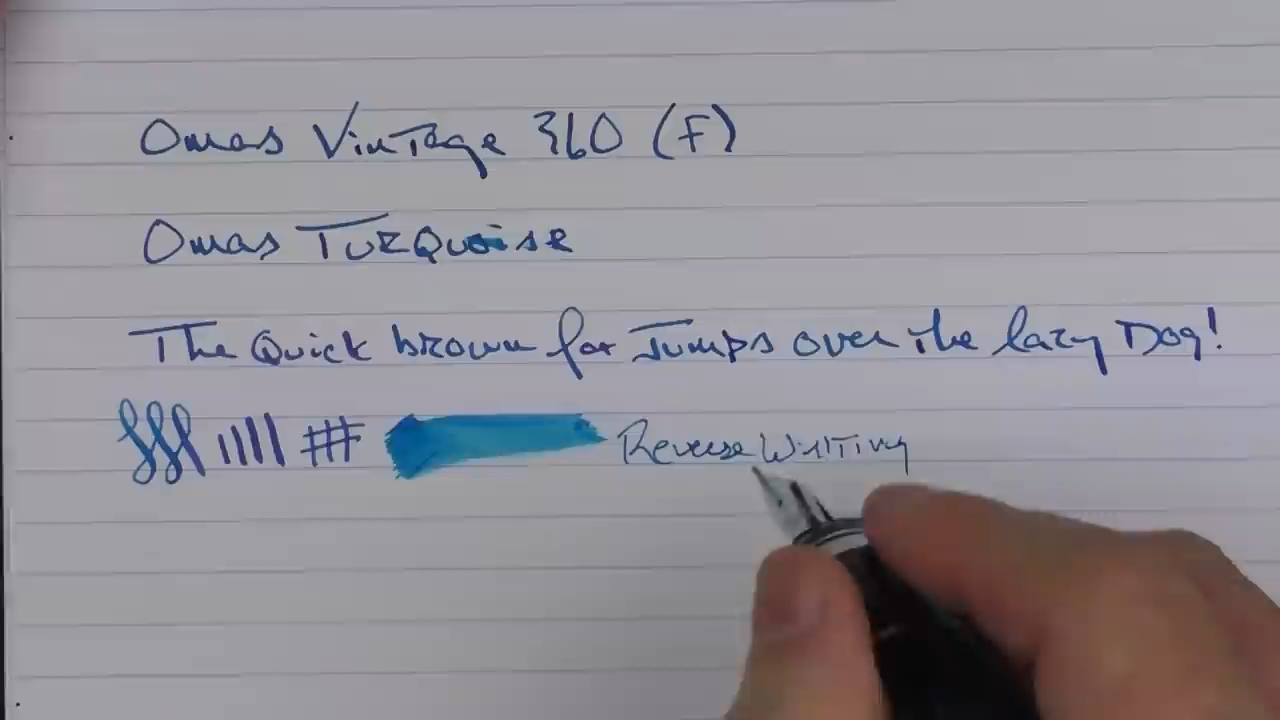 Omas Vintage 360 (F)
Omas Turquoise
The Quick brown fox Jumps over the lazy Dog!
Reverse Writing